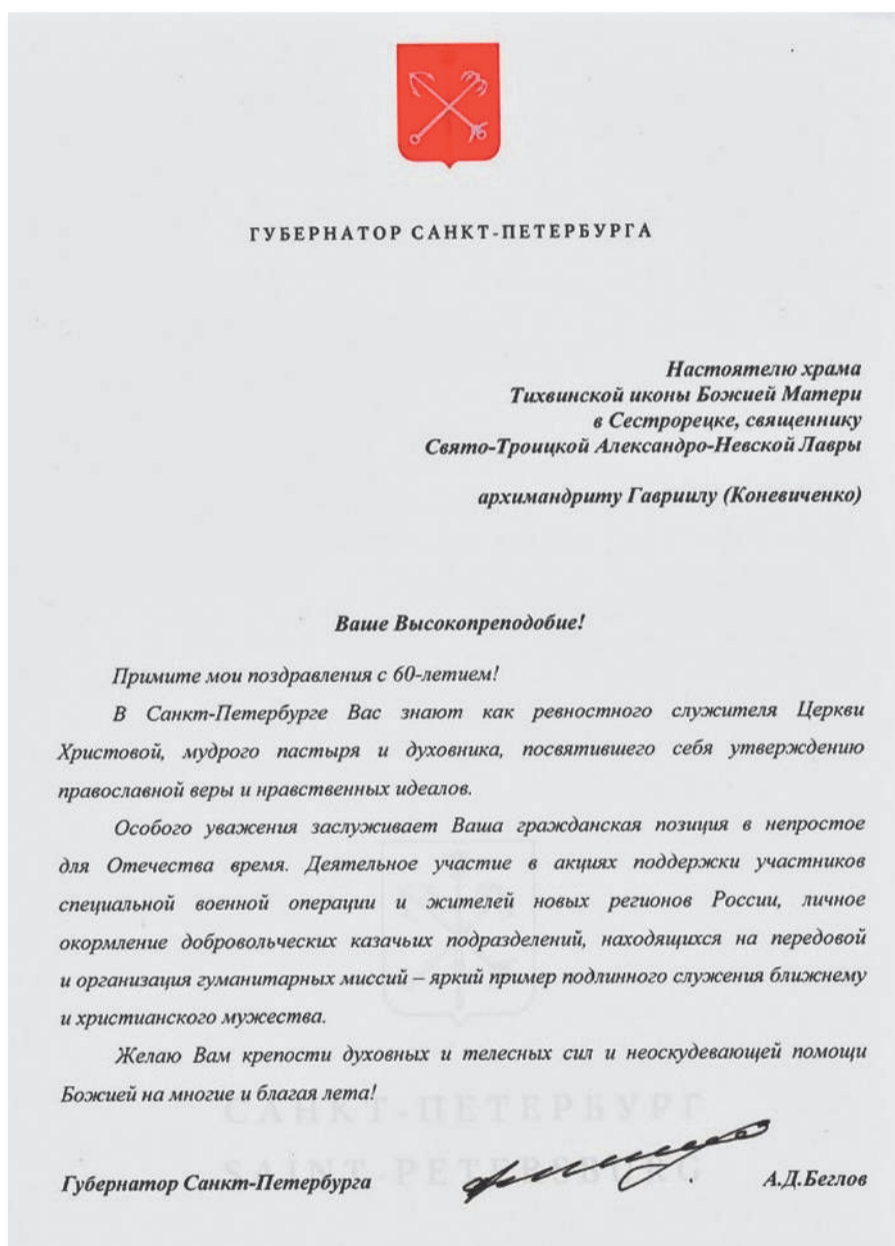 ГУБЕРНАТОР САНКТ-ПЕТЕРБУРГА
Настоятелю храма
Тихвинской иконы Божией Матери
в Сестрорецке, священнику
Свято-Троицкой Александро-Невской Лавры
архимандриту Гавриилу (Коневиченко)
Ваше Высокопреподобие!
Примите мои поздравления с 60-летием!
В Санкт-Петербурге Вас знают как ревностного служителя Церкви
Христовой, мудрого пастыря и духовника, посвятившего себя утверждению
православной веры и нравственных идеалов.
Особого уважения заслуживает Ваша гражданская позиция в непростое
для Отечества время. Деятельное участие в акциях поддержки участников
специальной военной операции и жителей новых регионов России, личное
окормление добровольческих казачьих подразделений, находящихся на передовой
и организация гуманитарных миссий – яркий пример подлинного служения ближнему
и христианского мужества.
Желаю Вам крепости духовных и телесных сил и неоскудевающей помощи
Божией на многие и благая лета!
САНКТ-ПЕТЕРБУРГ
SAINT-PETERSBURG
Губернатор Санкт-Петербурга А.Д.Беглов